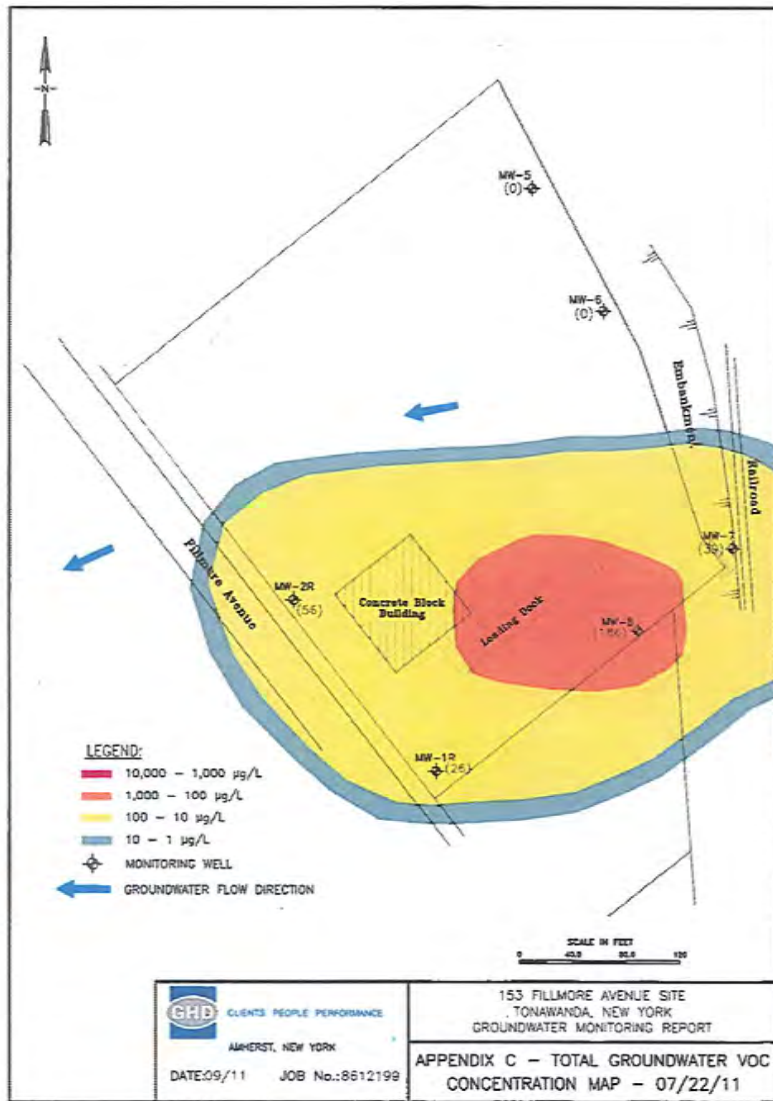 N
MW-5
(0)
MW-6
(0)
Embankment
Railroad
MW-7
(39)
Fillmore Avenue
MW-2R
(56)
Concrete Block
Building
Loading Dock
MW-8
MW-1R
(26)
LEGEND:
10,000 - 1,000 µg/L
1,000 - 100 µg/L
100 - 10 µg/L
10 - 1 µg/L
MONITORING WELL
GROUNDWATER FLOW DIRECTION
SCALE IN FEET
0 40.0 80.0 120
GHD CLIENTS PEOPLE PERFORMANCE
AMHERST, NEW YORK
DATE:09/11 JOB No.:8612199
153 FILLMORE AVENUE SITE
TONAWANDA, NEW YORK
GROUNDWATER MONITORING REPORT
APPENDIX C - TOTAL GROUNDWATER VOC
CONCENTRATION MAP - 07/22/11